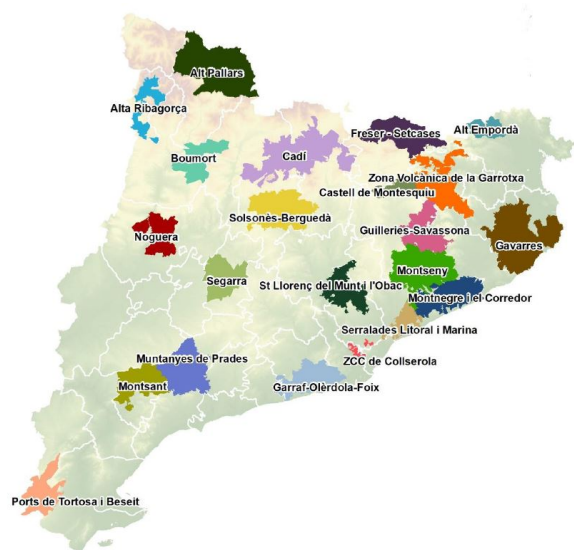 Alt Pallars
Alta Ribagorça
Freser - Setcases
Alt Empordà
Boumort
Cadí
Zona Volcànica de la Garrotxa
Castell de Montesquiu
Solsonès-Berguedà
Guilleries-Savassona
Noguera
Gavarres
Montseny
Segarra
St Llorenç del Munt i l'Obac
Montnegre i el Corredor
Serralades Litoral i Marina
Muntanyes de Prades
ZCC de Collserola
Montsant
Garraf-Olèrdola-Foix
Ports de Tortosa i Beseit